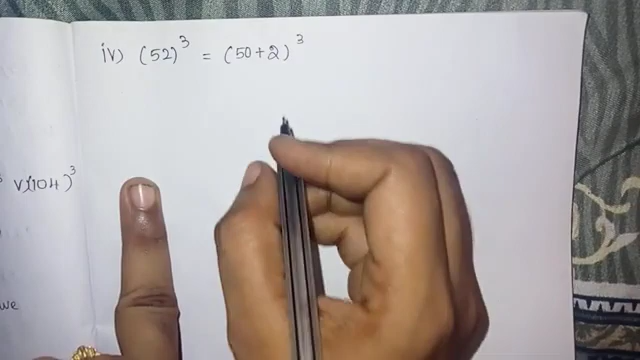 iv) (52)³ = (50+2)³
v)(104)³
we